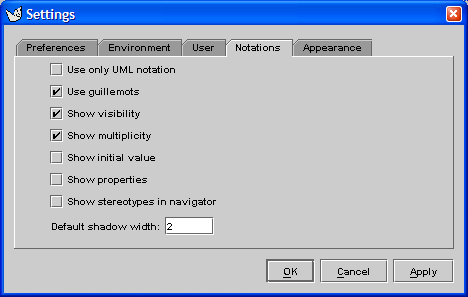 Settings
Preferences Environment User Notations Appearance
Use only UML notation
Use guillemots
Show visibility
Show multiplicity
Show initial value
Show properties
Show stereotypes in navigator
Default shadow width: 2
OK Cancel Apply